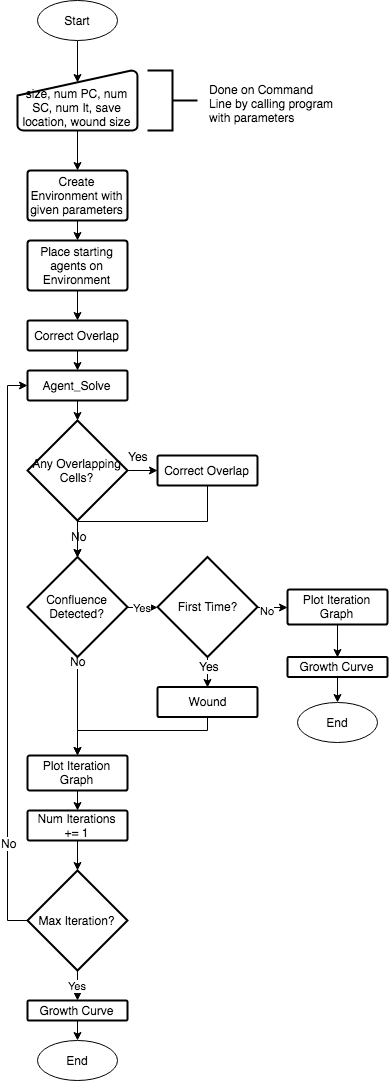 Start
size, num PC, num
SC, num It, save
location, wound size
Done on Command
Line by calling program
with parameters
Create
Environment with
given parameters
Place starting
agents on
Environment
Correct Overlap
Agent_Solve
Any Overlapping
Cells?
Yes
Correct Overlap
No
Confluence
Detected?
Yes
First Time?
No
Plot Iteration
Graph
Growth Curve
End
No
Yes
Wound
Plot Iteration
Graph
Num Iterations
+= 1
No
Max Iteration?
Yes
Growth Curve
End